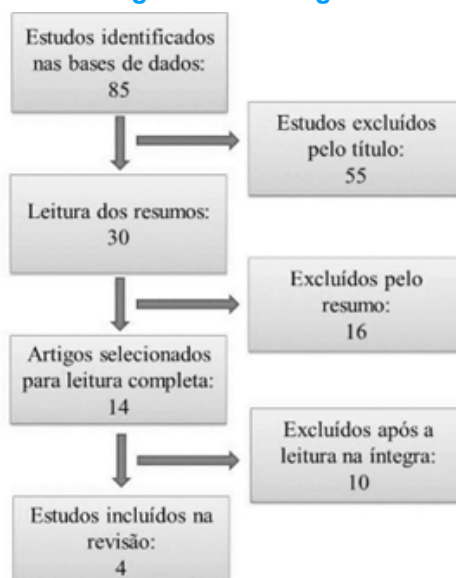 Estudos identificados
nas bases de dados:
85
Estudos excluídos
pelo título:
55
Leitura dos resumos:
30
Excluídos pelo
resumo:
16
Artigos selecionados
para leitura completa:
14
Excluídos após a
leitura na íntegra:
10
Estudos incluídos na
revisão:
4